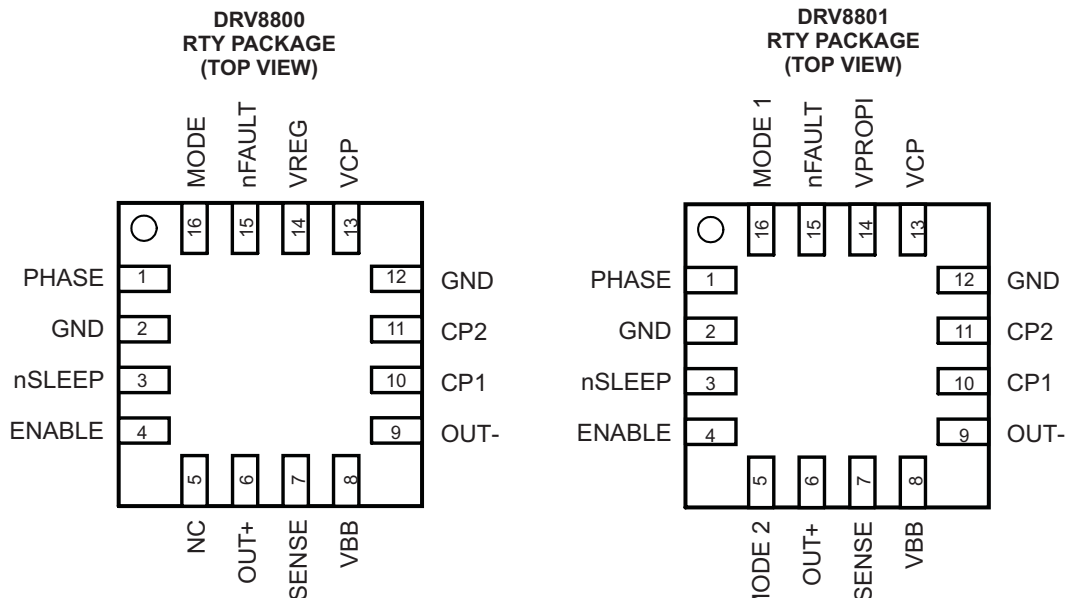 DRV8800
RTY PACKAGE
(TOP VIEW)
MODE
nFAULT
VREG
VCP
16
15
14
13
PHASE 1
GND 2
nSLEEP 3
ENABLE 4
12 GND
11 CP2
10 CP1
9 OUT-
5
6
7
8
NC
OUT+
SENSE
VBB
DRV8801
RTY PACKAGE
(TOP VIEW)
MODE 1
nFAULT
VPROPI
VCP
16
15
14
13
PHASE 1
GND 2
nSLEEP 3
ENABLE 4
12 GND
11 CP2
10 CP1
9 OUT-
5
6
7
8
MODE 2
OUT+
SENSE
VBB